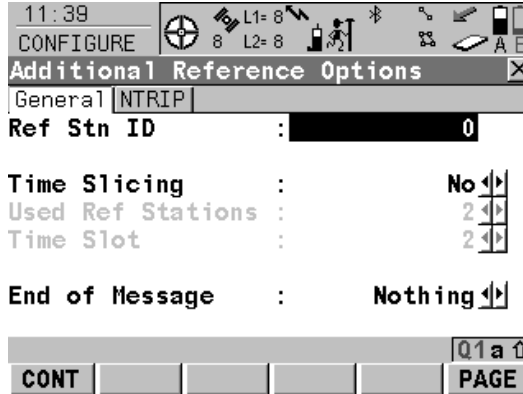 11:39
CONFIGURE
8 L1= 8
L2= 8
A B
Additional Reference Options X
General NTRIP
Ref Stn ID : 0
Time Slicing : No
Used Ref Stations : 2
Time Slot : 2
End of Message : Nothing
Q1 a
CONT PAGE